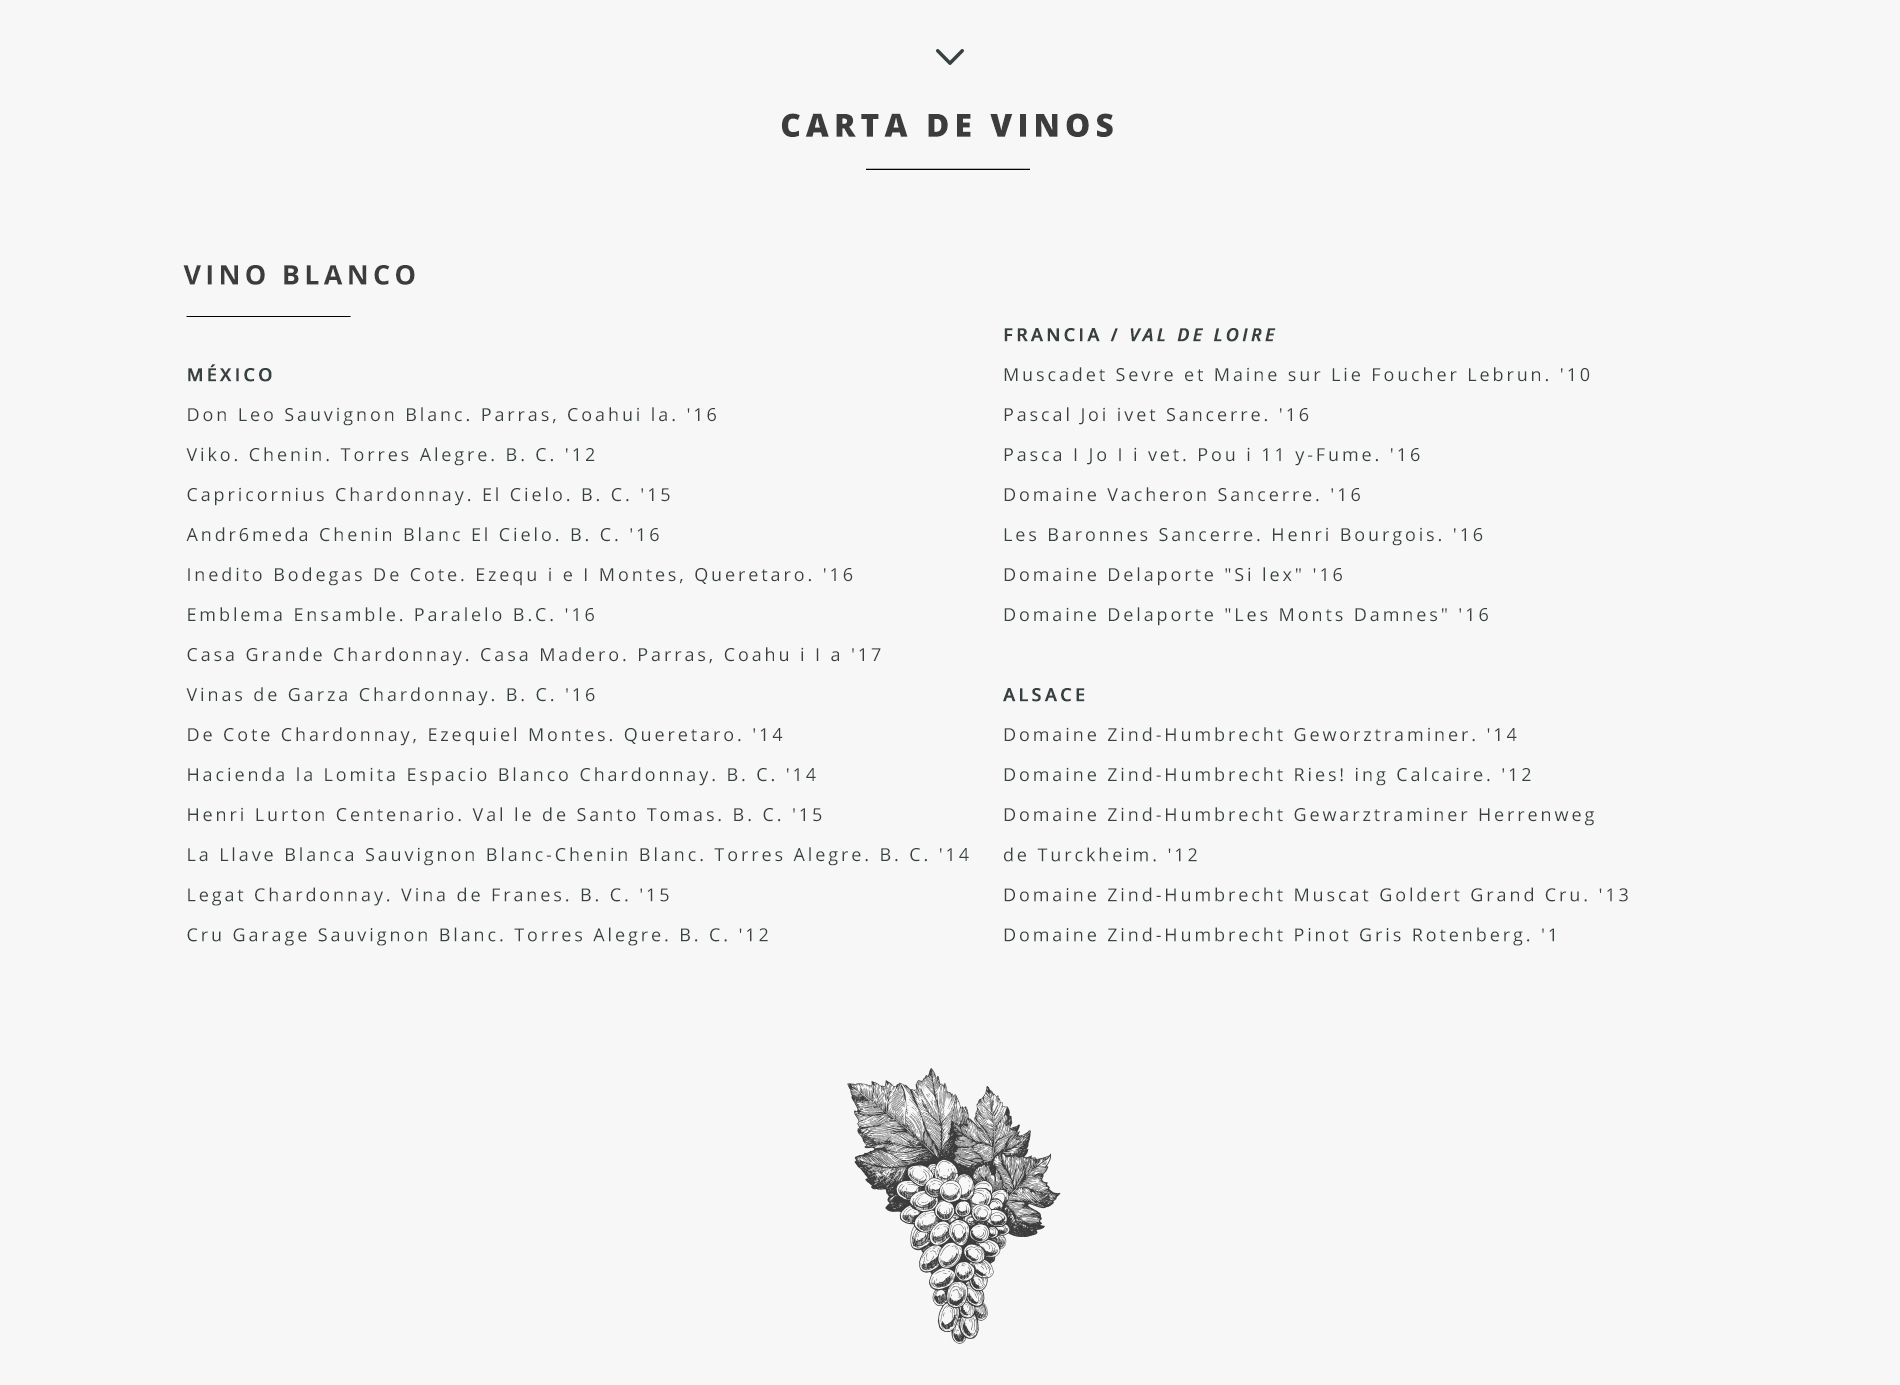 CARTA DE VINOS
VINO BLANCO
MÉXICO
Don Leo Sauvignon Blanc. Parras, Coahui la. '16
Viko. Chenin. Torres Alegre. B. C. '12
Capricornius Chardonnay. El Cielo. B. C. '15
Andr6meda Chenin Blanc El Cielo. B. C. '16
Inedito Bodegas De Cote. Ezequ i e I Montes, Queretaro. '16
Emblema Ensamble. Paralelo B.C. '16
Casa Grande Chardonnay. Casa Madero. Parras, Coahu i I a '17
Vinas de Garza Chardonnay. B. C. '16
De Cote Chardonnay, Ezequiel Montes. Queretaro. '14
Hacienda la Lomita Espacio Blanco Chardonnay. B. C. '14
Henri Lurton Centenario. Val le de Santo Tomas. B. C. '15
La Llave Blanca Sauvignon Blanc-Chenin Blanc. Torres Alegre. B. C. '14
Legat Chardonnay. Vina de Franes. B. C. '15
Cru Garage Sauvignon Blanc. Torres Alegre. B. C. '12
FRANCIA / VAL DE LOIRE
Muscadet Sevre et Maine sur Lie Foucher Lebrun. '10
Pascal Joi ivet Sancerre. '16
Pasca I Jo I i vet. Pou i 11 y-Fume. '16
Domaine Vacheron Sancerre. '16
Les Baronnes Sancerre. Henri Bourgois. '16
Domaine Delaporte "Si lex" '16
Domaine Delaporte "Les Monts Damnes" '16
ALSACE
Domaine Zind-Humbrecht Geworztraminer. '14
Domaine Zind-Humbrecht Ries! ing Calcaire. '12
Domaine Zind-Humbrecht Gewarztraminer Herrenweg
de Turckheim. '12
Domaine Zind-Humbrecht Muscat Goldert Grand Cru. '13
Domaine Zind-Humbrecht Pinot Gris Rotenberg. '1